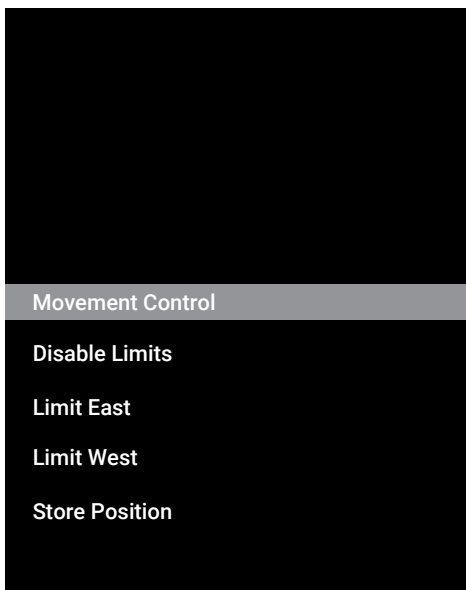 Movement Control
Disable Limits
Limit East
Limit West
Store Position